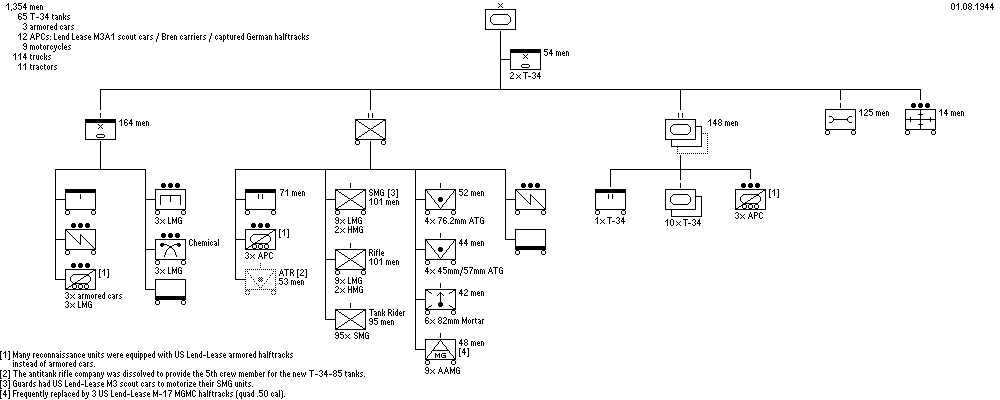 1,354 men
65 T-34 tanks
3 armored cars
12 APCs: Lend Lease M3A1 scout cars / Bren carriers / captured German halftracks
9 motorcycles
114 trucks
11 tractors
01.08.1944
54 men
2× T-34
164 men
148 men
125 men
14 men
3× LMG
Chemical
3× LMG
[1]
3× armored cars
3× LMG
71 men
[1]
3× APC
ATR [2]
53 men
SMG [3]
101 men
9× LMG
2× HMG
Rifle
101 men
9× LMG
2× HMG
Tank Rider
95 men
95× SMG
52 men
4× 76.2mm ATG
44 men
4× 45mm/57mm ATG
42 men
6× 82mm Mortar
48 men
[4]
MG
9× AAMG
1× T-34
10× T-34
[1]
3× APC
[1] Many reconnaissance units were equipped with US Lend-Lease armored halftracks
instead of armored cars.
[2] The antitank rifle company was dissolved to provide the 5th crew member for the new T-34-85 tanks.
[3] Guards had US Lend-Lease M3 scout cars to motorize their SMG units.
[4] Frequently replaced by 3 US Lend-Lease M-17 MGMC halftracks (quad .50 cal).